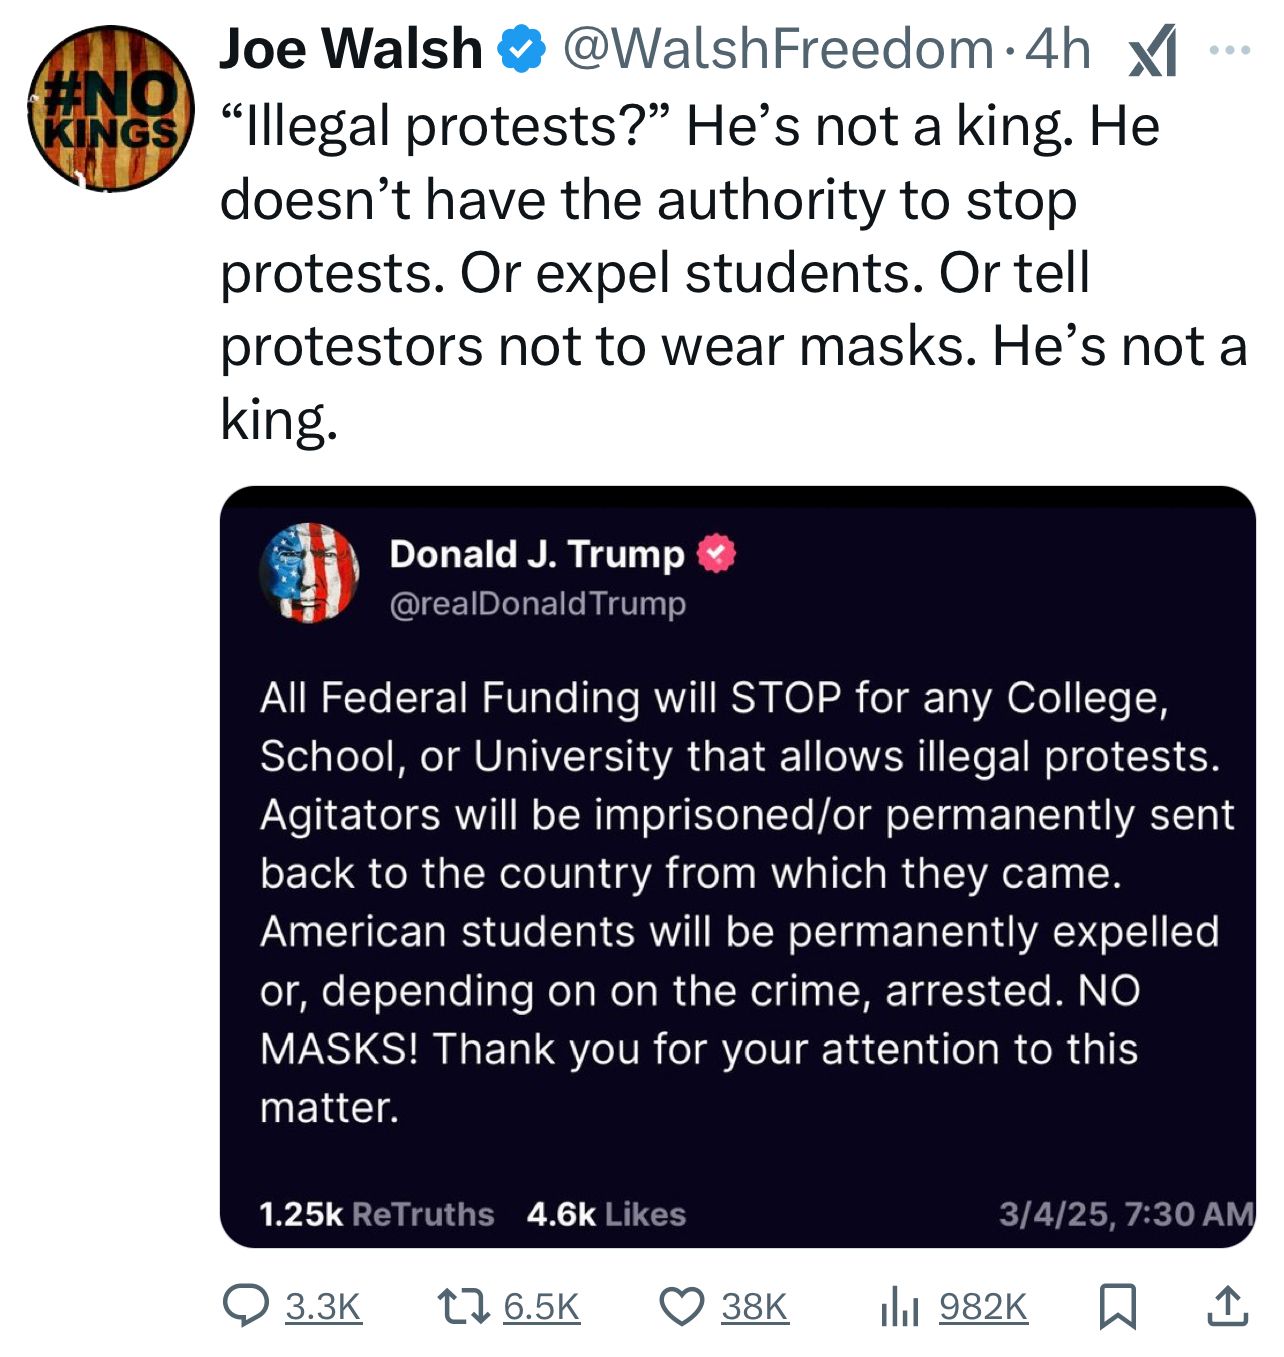 #NO
KINGS
Joe Walsh @WalshFreedom · 4h
“Illegal protests?” He’s not a king. He
doesn’t have the authority to stop
protests. Or expel students. Or tell
protestors not to wear masks. He’s not a
king.
Donald J. Trump
@realDonaldTrump
All Federal Funding will STOP for any College,
School, or University that allows illegal protests.
Agitators will be imprisoned/or permanently sent
back to the country from which they came.
American students will be permanently expelled
or, depending on on the crime, arrested. NO
MASKS! Thank you for your attention to this
matter.
1.25k ReTruths 4.6k Likes 3/4/25, 7:30 AM
3.3K 6.5K 38K 982K